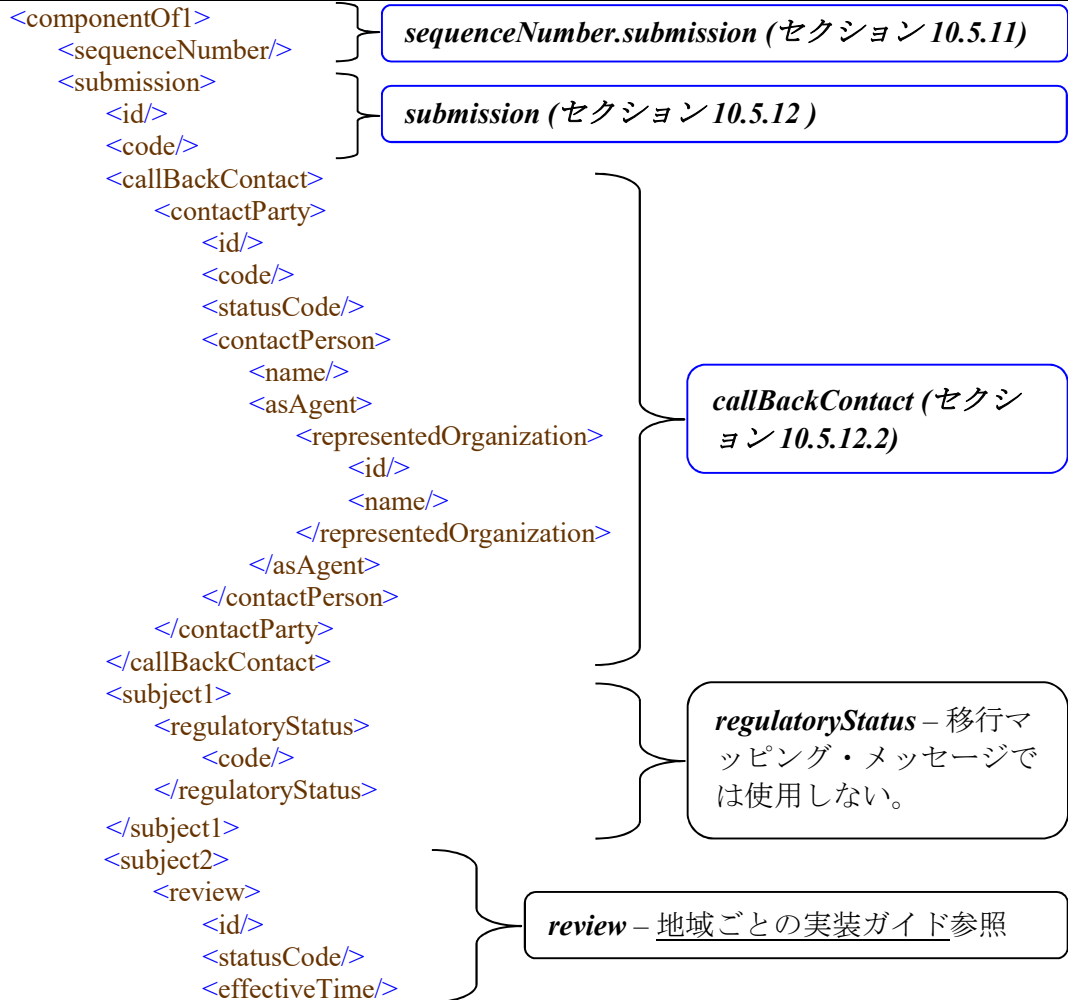 <componentOf1>
<sequenceNumber/>
sequenceNumber.submission (セクション 10.5.11)
<submission>
<id/>
<code/>
submission (セクション 10.5.12 )
<callBackContact>
<contactParty>
<id/>
<code/>
<statusCode/>
<contactPerson>
<name/>
<asAgent>
<representedOrganization>
<id/>
<name/>
</representedOrganization>
</asAgent>
</contactPerson>
</contactParty>
</callBackContact>
callBackContact (セクシ
ョン 10.5.12.2)
<subject1>
<regulatoryStatus>
<code/>
</regulatoryStatus>
</subject1>
regulatoryStatus – 移行マ
ッピング・メッセージで
は使用しない。
<subject2>
<review>
<id/>
<statusCode/>
<effectiveTime/>
review – 地域ごとの実装ガイド参照